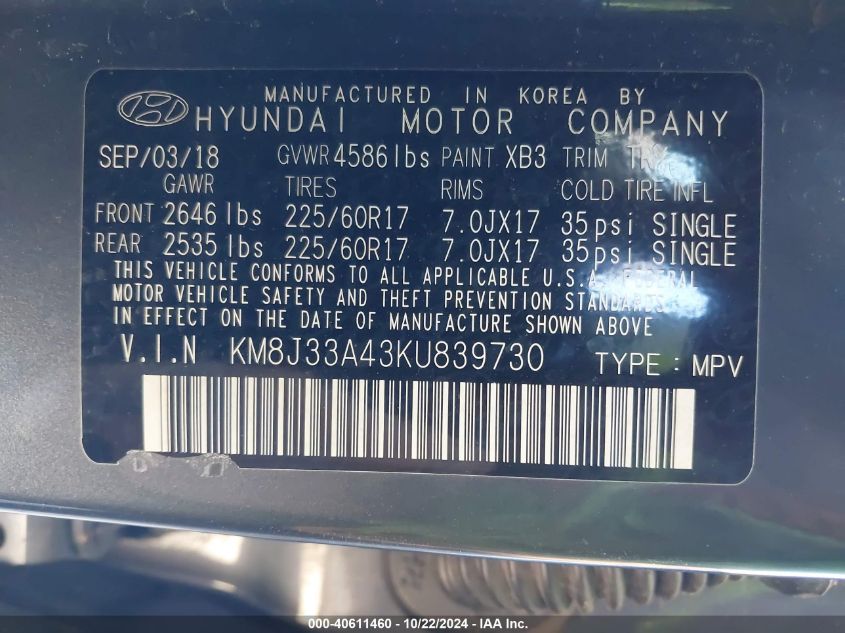 MANUFACTURED IN KOREA BY
HYUNDAI MOTOR COMPANY
SEP/03/18 GVWR 4586 lbs PAINT XB3 TRIM
GAWR TIRES RIMS COLD TIRE INFL
FRONT 2646 lbs 225/60R17 7.0JX17 35psi SINGLE
REAR 2535 lbs 225/60R17 7.0JX17 35psi SINGLE
THIS VEHICLE CONFORMS TO ALL APPLICABLE U.S.A. FEDERAL
MOTOR VEHICLE SAFETY AND THEFT PREVENTION STANDARDS
IN EFFECT ON THE DATE OF MANUFACTURE SHOWN ABOVE
V.I.N KM8J33A43KU839730 TYPE : MPV
000-40611460 - 10/22/2024 - IAA Inc.